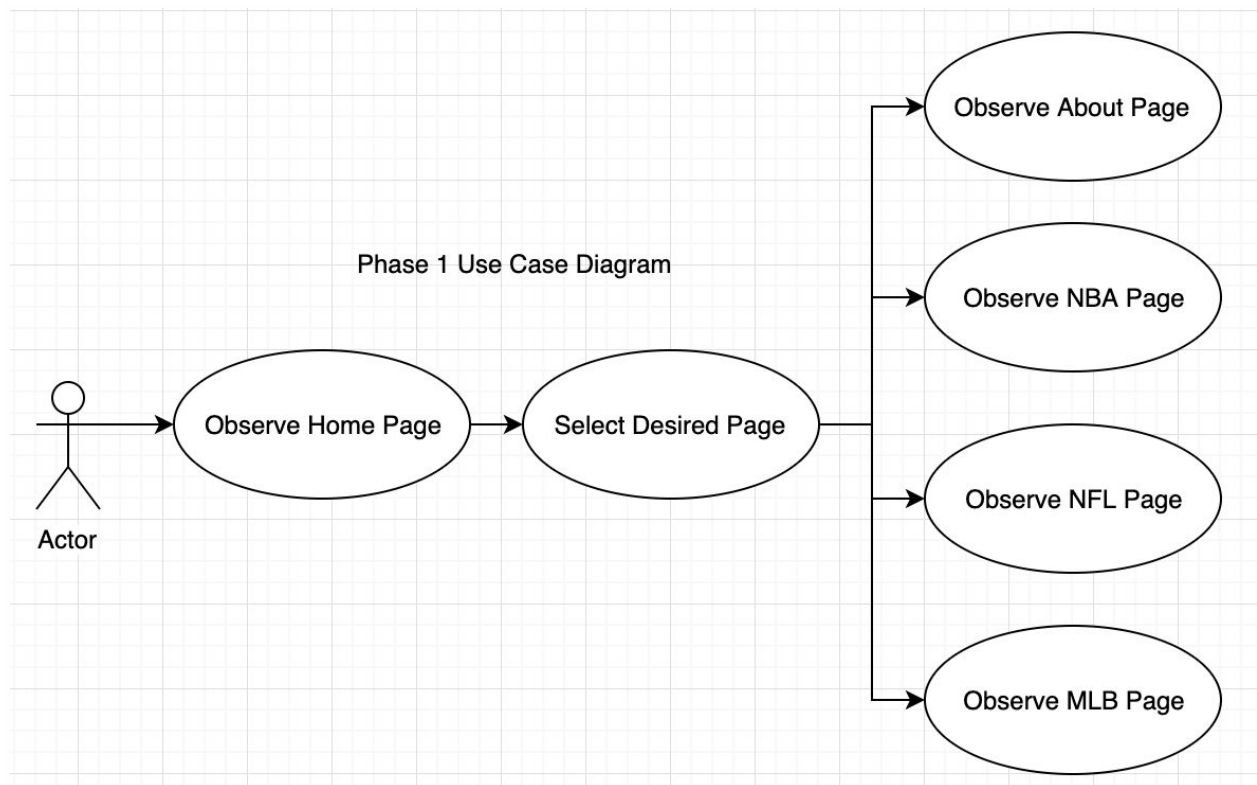 Observe About Page
Observe NBA Page
Phase 1 Use Case Diagram
Observe Home Page
Select Desired Page
Observe NFL Page
Actor
Observe MLB Page